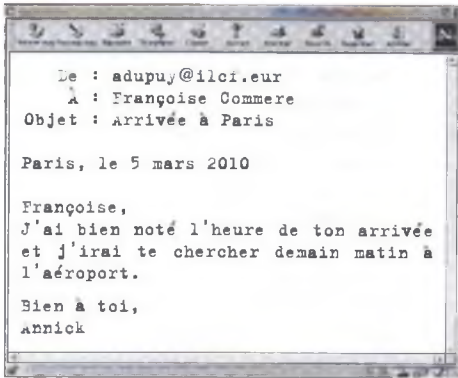 De : adupuy@ilci.eur
À : Françoise Commere
Objet : Arrivée à Paris
Paris, le 5 mars 2010
Françoise,
J'ai bien noté l'heure de ton arrivée
et j'irai te chercher demain matin à
l'aéroport.
Bien à toi,
Annick